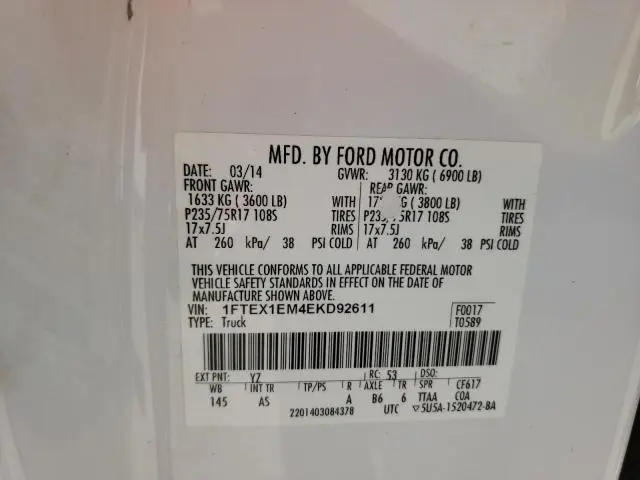 MFD. BY FORD MOTOR CO.
DATE: 03/14 GVWR: 3130 KG ( 6900 LB)
FRONT GAWR: REAR GAWR:
1633 KG ( 3600 LB) WITH ( 3800 LB) WITH
P235/75R17 108S TIRES 108S TIRES
17x7.5J RIMS 17x7.5J RIMS
AT 260 kPa/ 38 PSI COLD AT 260 kPa/ 38 PSI COLD
THIS VEHICLE CONFORMS TO ALL APPLICABLE FEDERAL MOTOR
VEHICLE SAFETY STANDARDS IN EFFECT ON THE DATE OF
MANUFACTURE SHOWN ABOVE.
VIN: 1FTEX1EM4EKD92611 F0017
TYPE: Truck T0589
EXT PNT: YZ RC: 53 DSO:
WB INT TR TP/PS R AXLE TR SPR CF617
145 AS A B6 6 TTAA COA
2201403084378 UTC ▽5U5A-1520472-BA